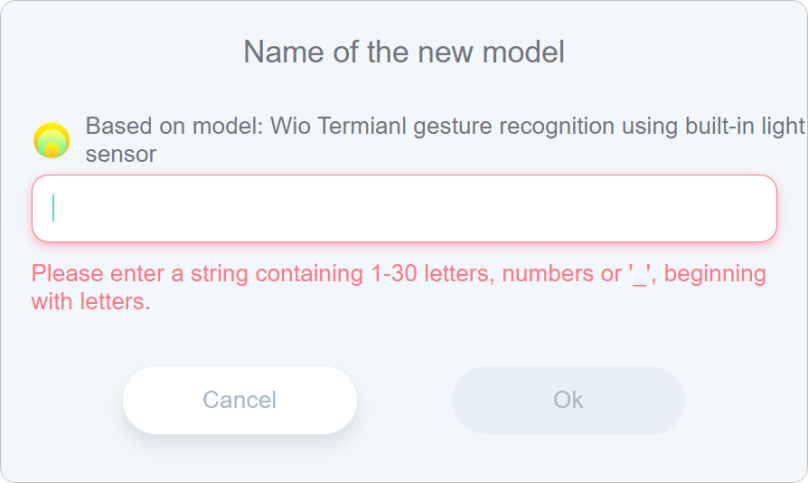 Name of the new model
Based on model: Wio Termianl gesture recognition using built-in light
sensor
Please enter a string containing 1-30 letters, numbers or '_', beginning
with letters.
Cancel
Ok